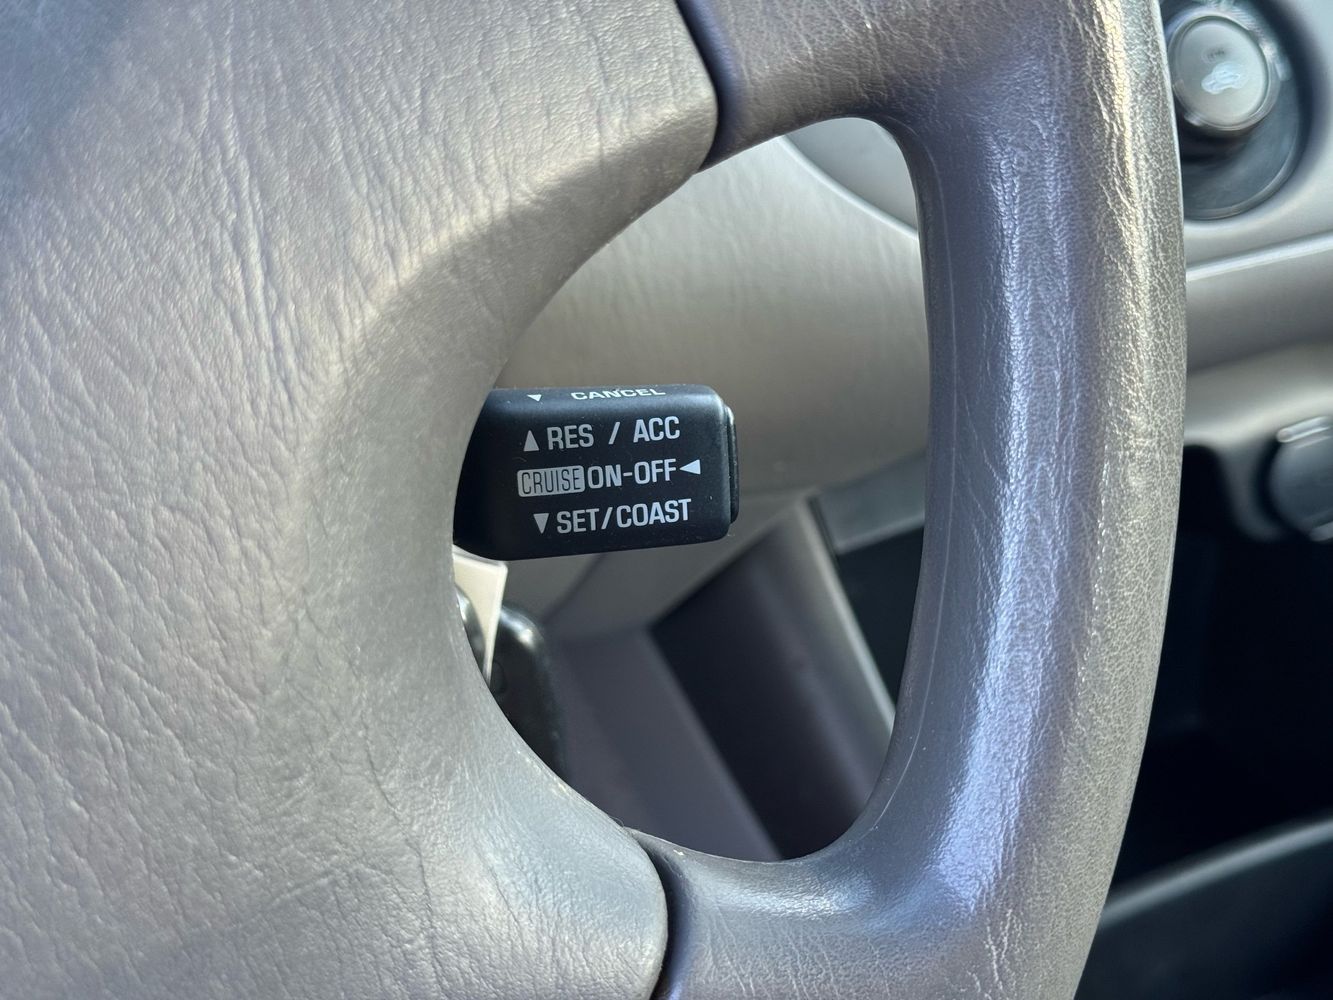 ▼ CANCEL
▲ RES / ACC
CRUISE ON-OFF ◀
▼ SET/COAST